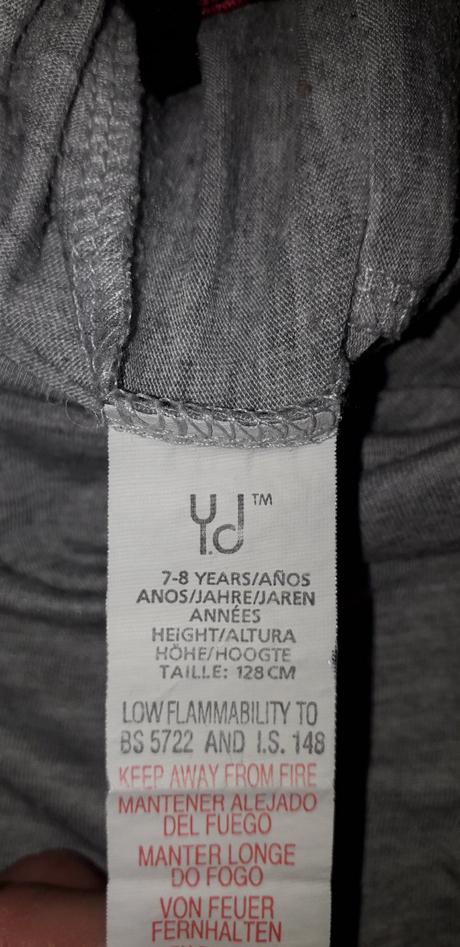 Y.d™
7-8 YEARS/AÑOS
ANOS/JAHRE/JAREN
ANNÉES
HEIGHT/ALTURA
HÖHE/HOOGTE
TAILLE: 128CM
LOW FLAMMABILITY TO
BS 5722 AND I.S. 148
KEEP AWAY FROM FIRE
MANTENER ALEJADO
DEL FUEGO
MANTER LONGE
DO FOGO
VON FEUER
FERNHALTEN